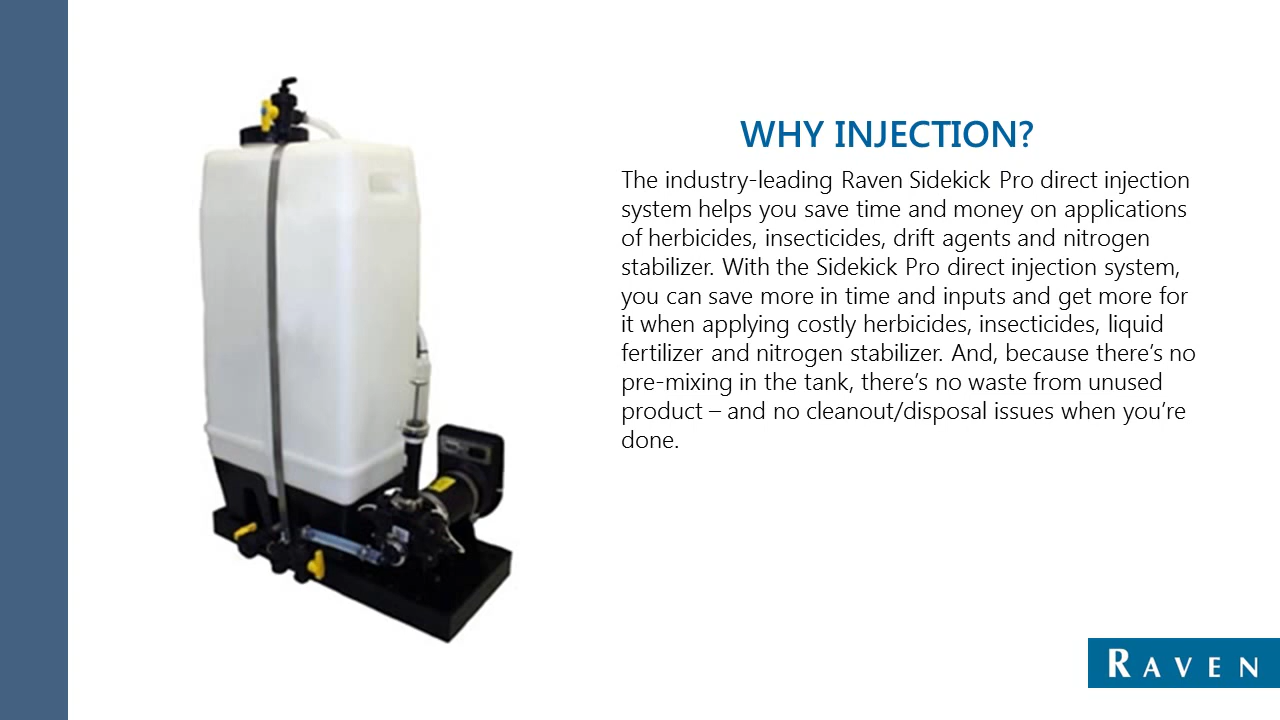 WHY INJECTION?
The industry-leading Raven Sidekick Pro direct injection
system helps you save time and money on applications
of herbicides, insecticides, drift agents and nitrogen
stabilizer. With the Sidekick Pro direct injection system,
you can save more in time and inputs and get more for
it when applying costly herbicides, insecticides, liquid
fertilizer and nitrogen stabilizer. And, because there’s no
pre-mixing in the tank, there’s no waste from unused
product – and no cleanout/disposal issues when you’re
done.
RAVEN